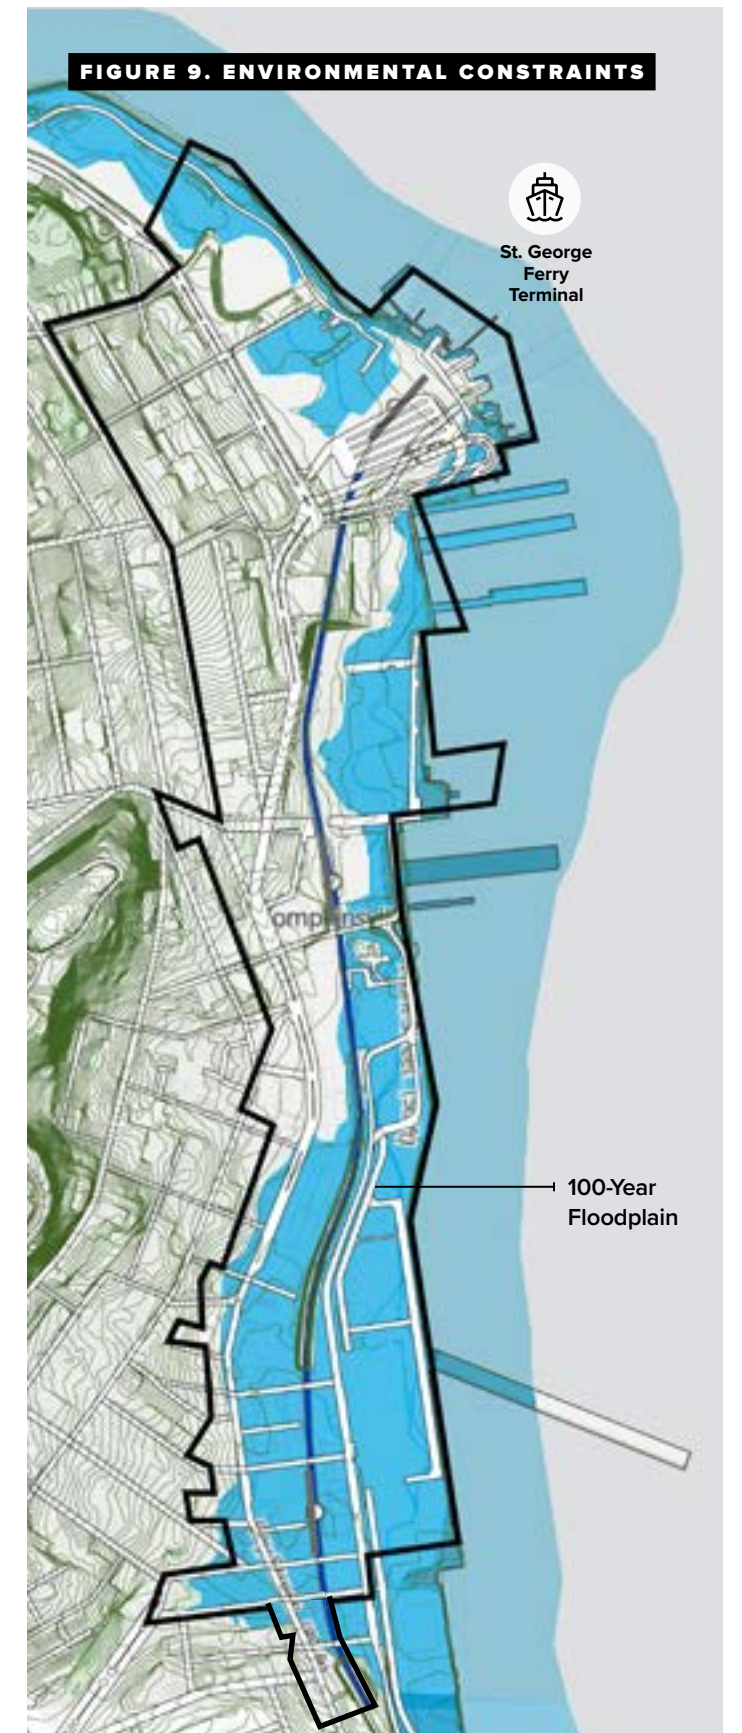 FIGURE 9. ENVIRONMENTAL CONSTRAINTS
St. George
Ferry
Terminal
100-Year
Floodplain